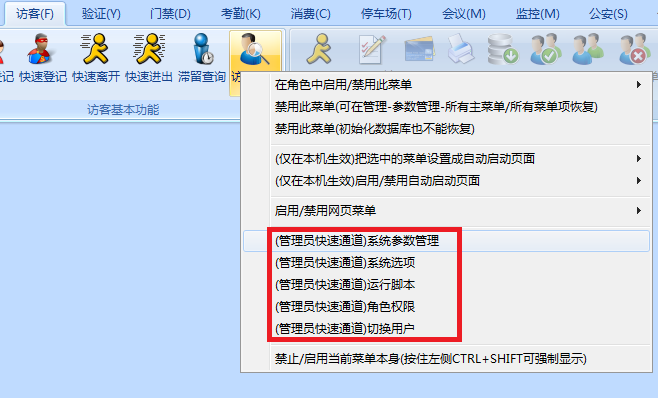 访客(F) 验证(Y) 门禁(D) 考勤(K) 消费(C) 停车场(T) 会议(M) 监控(M) 公安(S)
登记 快速登记 快速离开 快速进出 滞留查询
访客基本功能
在角色中启用/禁用此菜单
禁用此菜单(可在管理-参数管理-所有主菜单/所有菜单项恢复)
禁用此菜单(初始化数据库也不能恢复)
(仅在本机生效)把选中的菜单设置成自动启动页面
(仅在本机生效)启用/禁用自动启动页面
启用/禁用网页菜单
(管理员快速通道)系统参数管理
(管理员快速通道)系统选项
(管理员快速通道)运行脚本
(管理员快速通道)角色权限
(管理员快速通道)切换用户
禁止/启用当前菜单本身(按住左侧CTRL+SHIFT可强制显示)